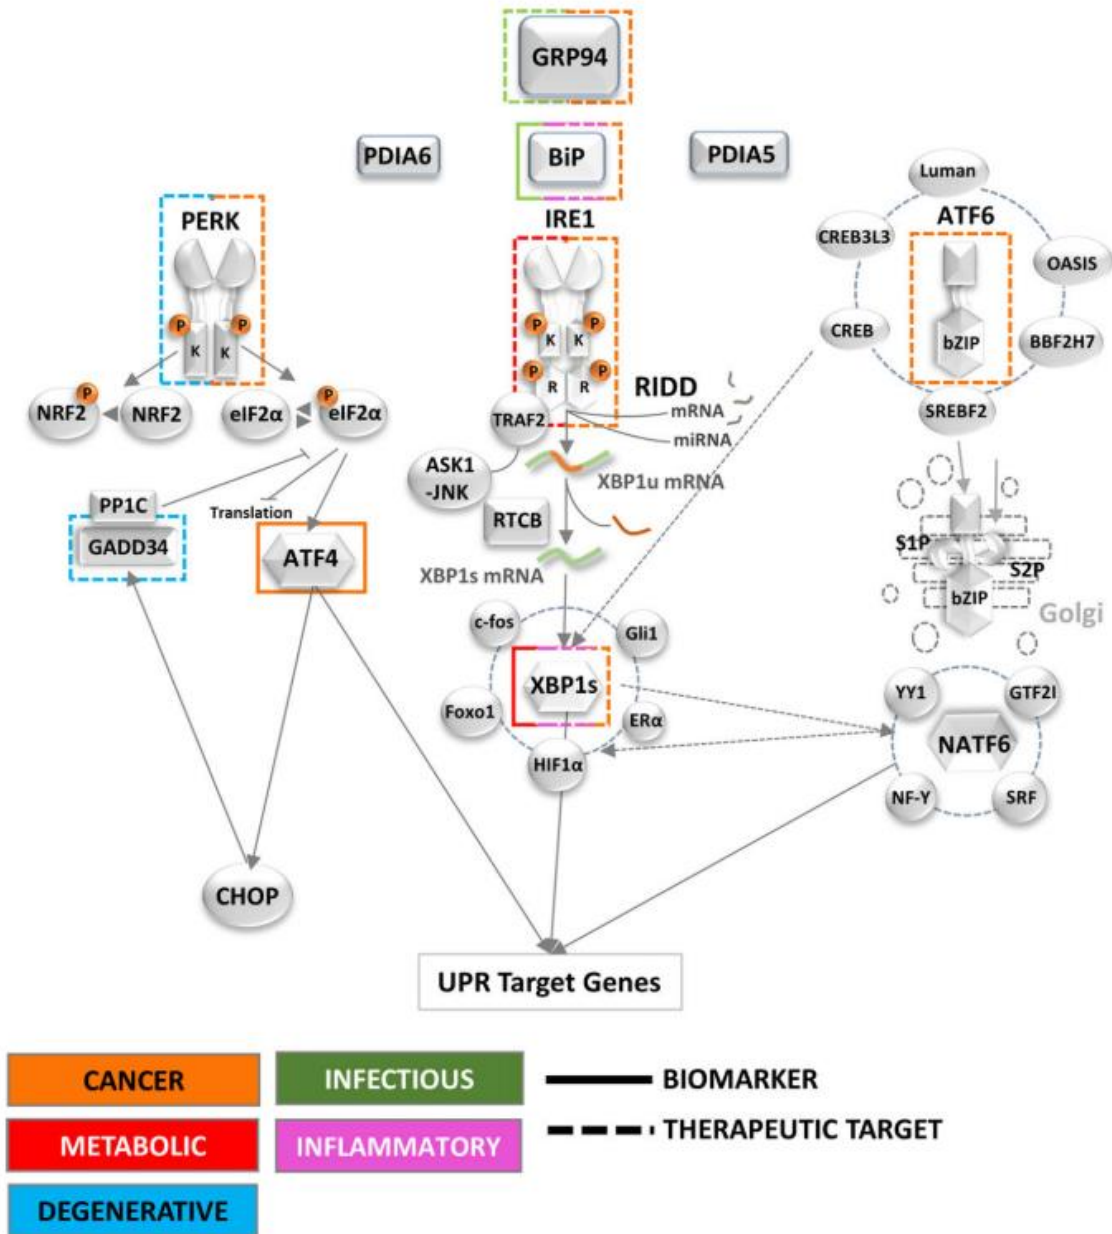 GRP94
PDIA6
BiP
PDIA5
Luman
PERK
IRE1
ATF6
CREB3L3
OASIS
P
P
K
K
P
P
K
K
CREB
bZIP
BBF2H7
P
P
R
R
RIDD
NRF2
P
NRF2
eIF2α
P
eIF2α
TRAF2
mRNA
miRNA
SREBF2
ASK1
-JNK
XBP1u mRNA
PP1C
Translation
RTCB
GADD34
ATF4
XBP1s mRNA
S1P
S2P
bZIP
Golgi
c-fos
Gli1
XBP1s
Foxo1
ERα
HIF1α
YY1
GTF2I
NATF6
NF-Y
SRF
CHOP
UPR Target Genes
CANCER
INFECTIOUS
BIOMARKER
METABOLIC
INFLAMMATORY
THERAPEUTIC TARGET
DEGENERATIVE